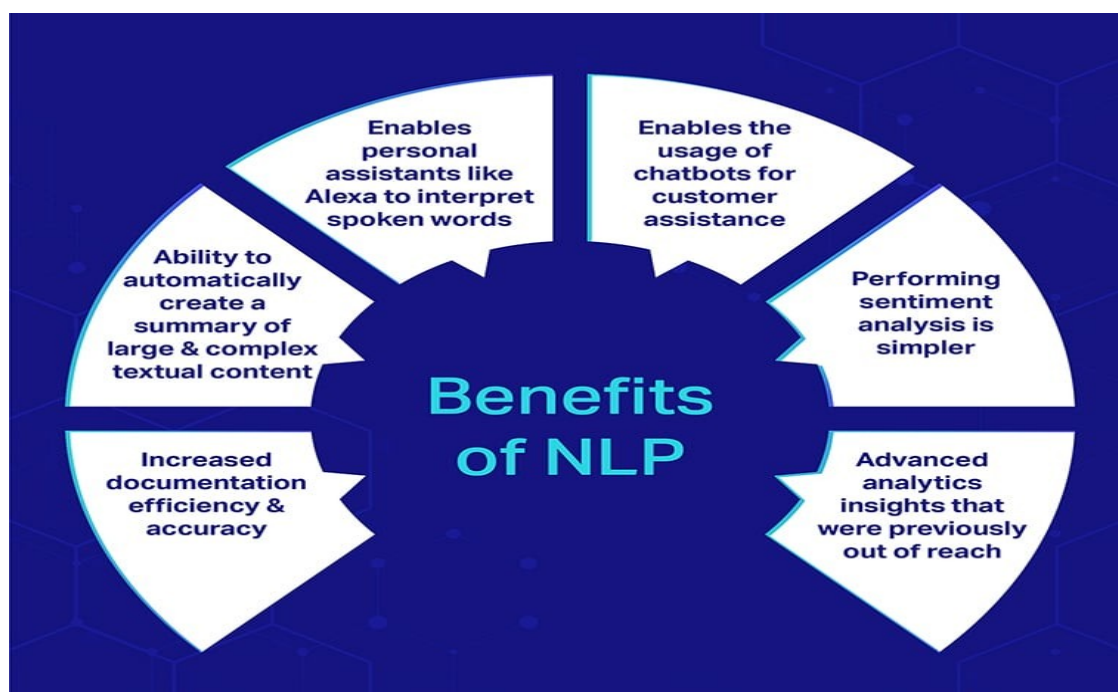 Enables
personal
assistants like
Alexa to interpret
spoken words
Enables the
usage of
chatbots for
customer
assistance
Ability to
automatically
create a
summary of
large & complex
textual content
Performing
sentiment
analysis is
simpler
Benefits
of NLP
Increased
documentation
efficiency &
accuracy
Advanced
analytics
insights that
were previously
out of reach